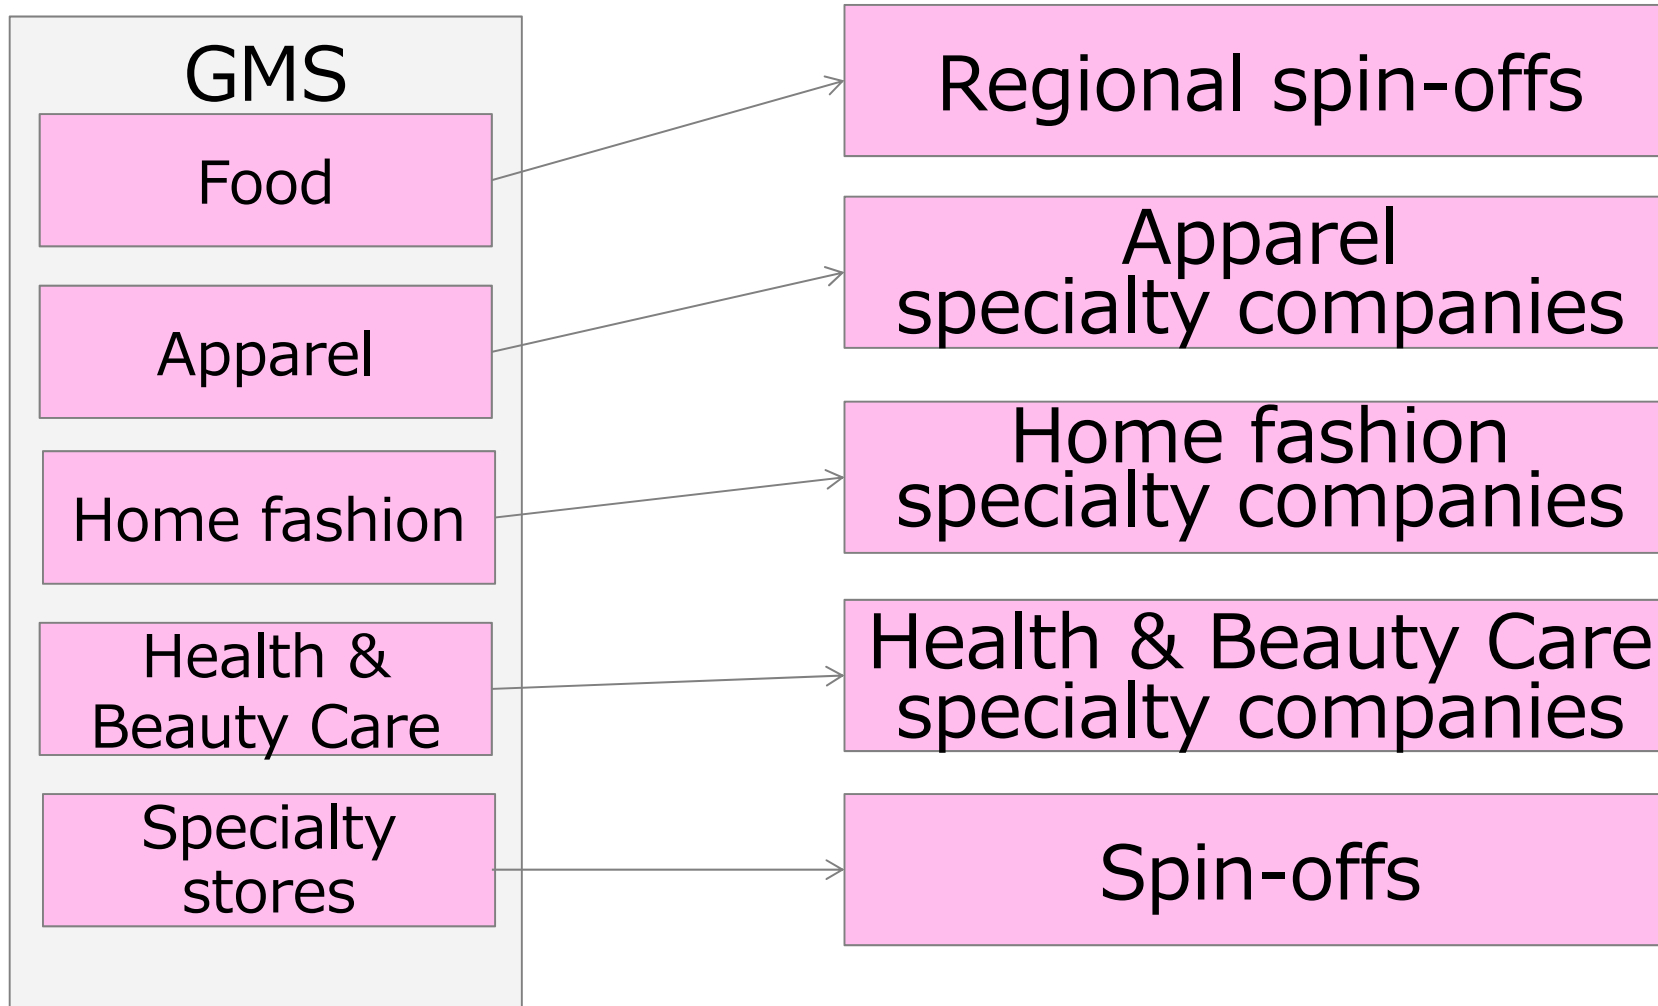 GMS
Food
Apparel
Home fashion
Health &
Beauty Care
Specialty
stores
Regional spin-offs
Apparel
specialty companies
Home fashion
specialty companies
Health & Beauty Care
specialty companies
Spin-offs